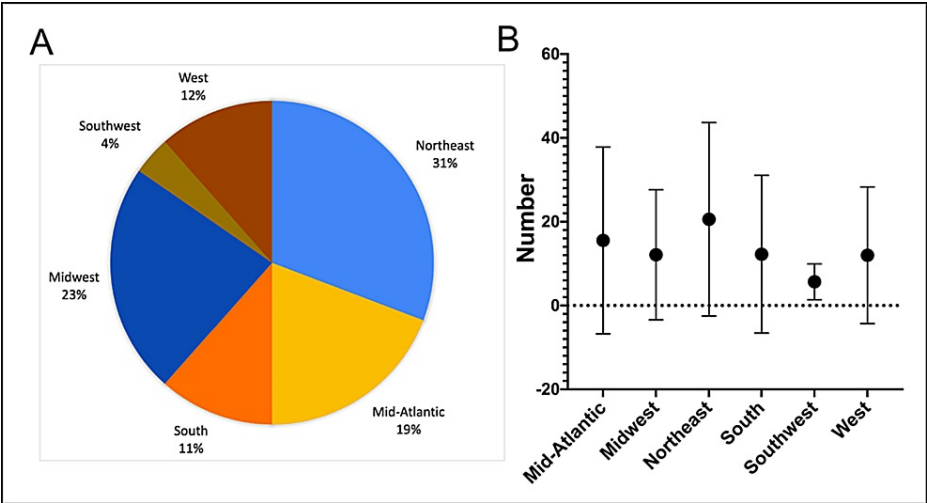 A
West
12%
Southwest
4%
Northeast
31%
Midwest
23%
Mid-Atlantic
19%
South
11%
B
Number
60
40
20
0
-20
Mid-Atlantic
Midwest
Northeast
South
Southwest
West